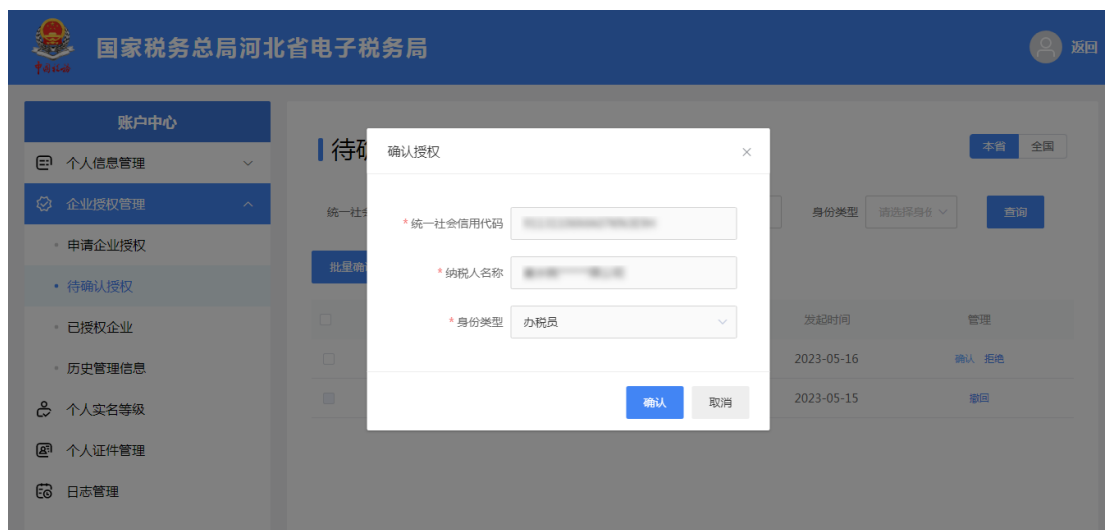 国家税务总局河北省电子税务局
返回
账户中心
个人信息管理
企业授权管理
申请企业授权
待确认授权
已授权企业
历史管理信息
个人实名等级
个人证件管理
日志管理
待确
本省 全国
统一社会
身份类型 请选择身份
查询
批量确认
发起时间 管理
2023-05-16 确认 拒绝
2023-05-15 撤回
确认授权
* 统一社会信用代码
* 纳税人名称
* 身份类型 办税员
确认 取消